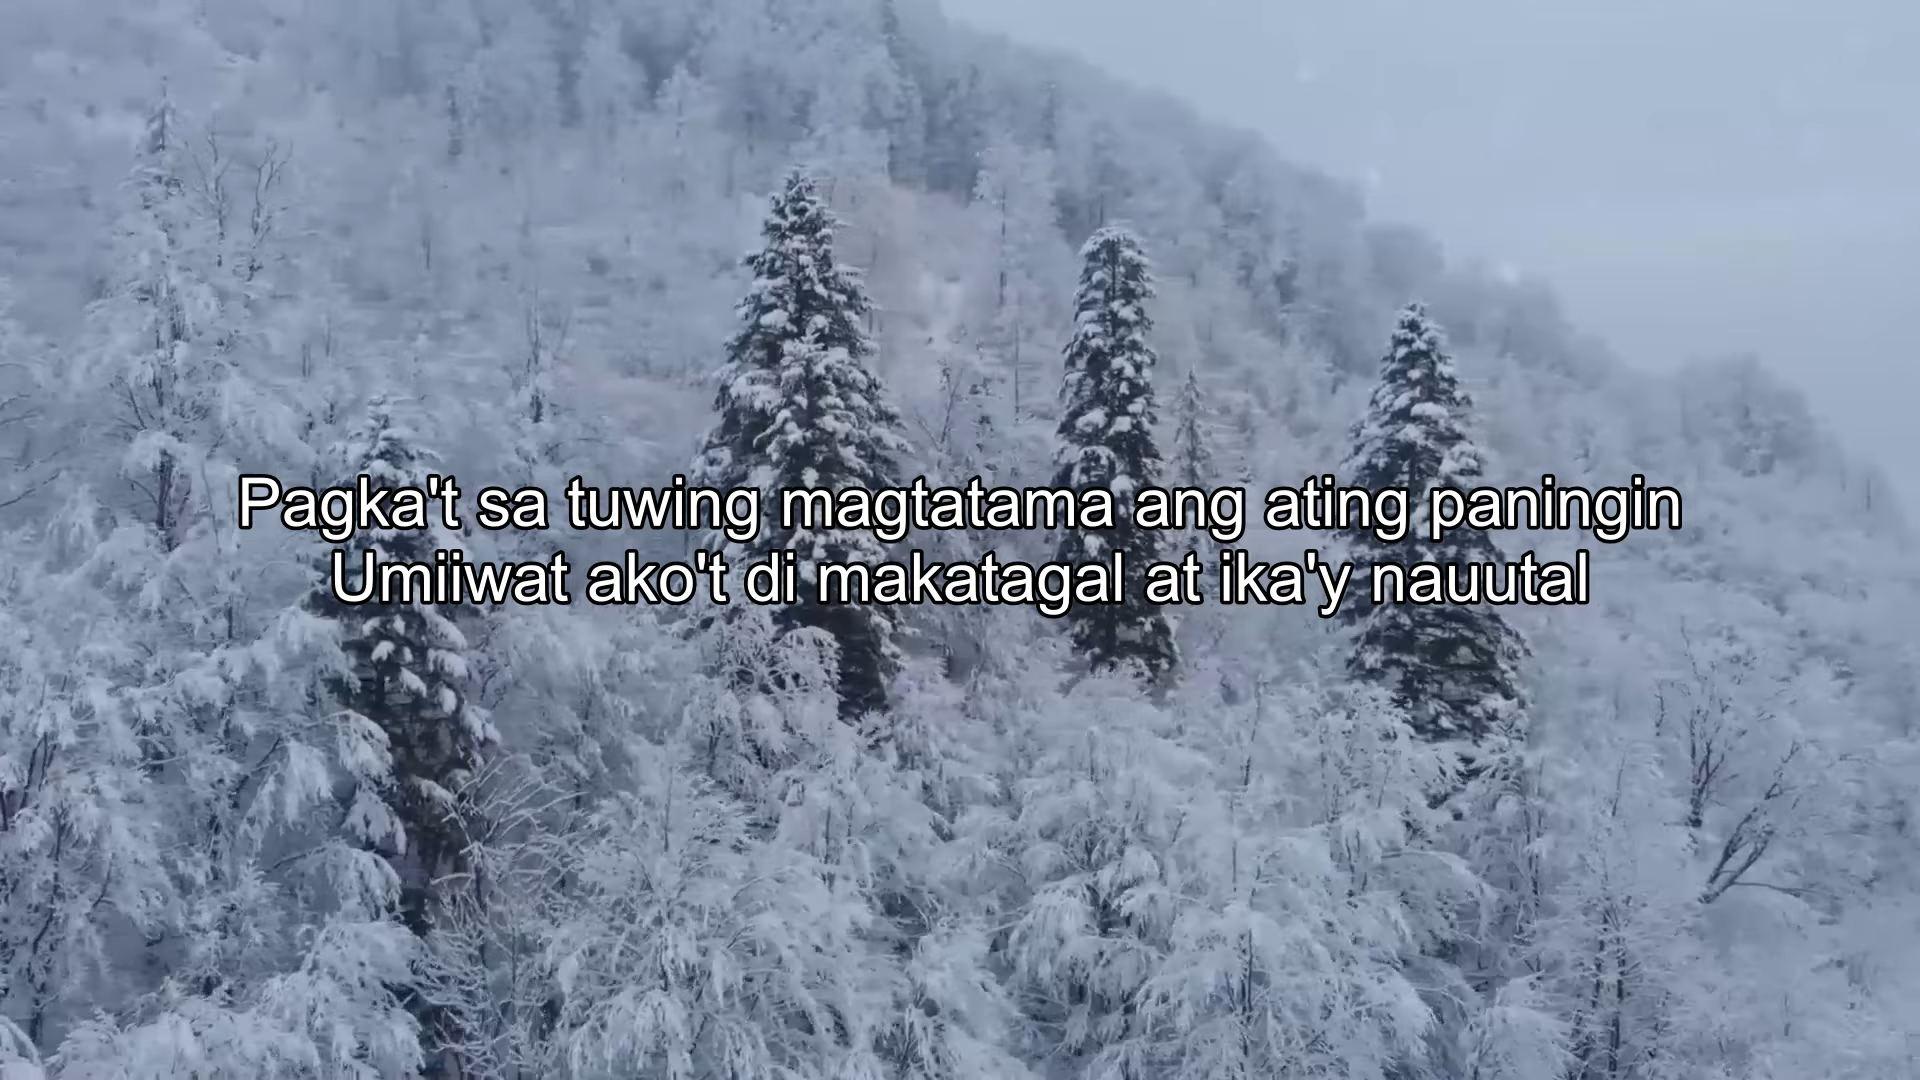 Pagka't sa tuwing magtatama ang ating paningin
Umiiwat ako't di makatagal at ika'y nauutal